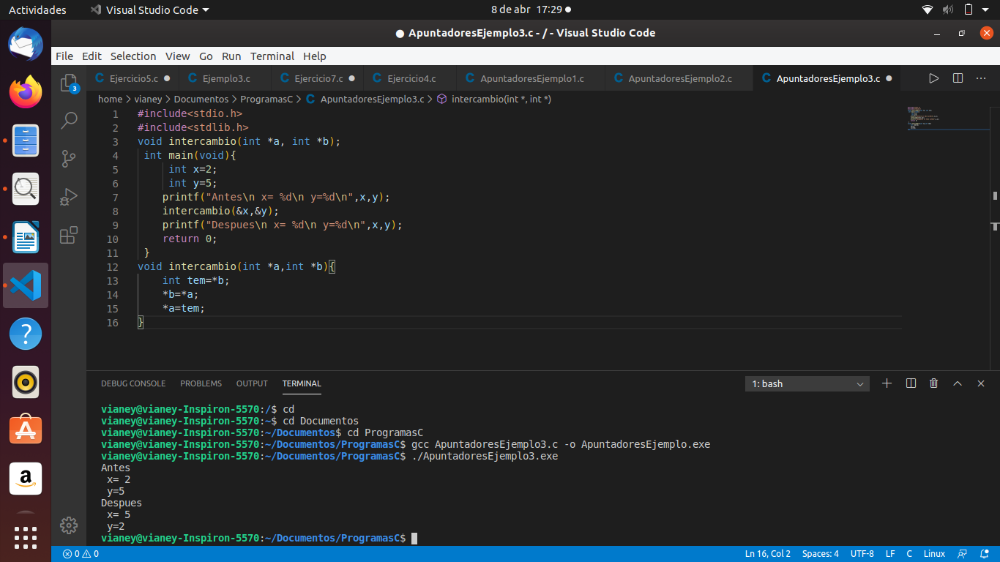 Actividades Visual Studio Code 8 de abr 17:29
ApuntadoresEjemplo3.c - / - Visual Studio Code
File Edit Selection View Go Run Terminal Help
Ejercicio5.c Ejemplo3.c Ejercicio7.c Ejercicio4.c ApuntadoresEjemplo1.c ApuntadoresEjemplo2.c ApuntadoresEjemplo3.c
3
home > vianey > Documentos > ProgramasC > ApuntadoresEjemplo3.c > intercambio(int *, int *)
1 #include<stdio.h>
2 #include<stdlib.h>
3 void intercambio(int *a, int *b);
4 int main(void){
5 int x=2;
6 int y=5;
7 printf("Antes\n x= %d\n y=%d\n",x,y);
8 intercambio(&x,&y);
9 printf("Despues\n x= %d\n y=%d\n",x,y);
10 return 0;
11 }
12 void intercambio(int *a,int *b){
13 int tem=*b;
14 *b=*a;
15 *a=tem;
16 }
DEBUG CONSOLE PROBLEMS OUTPUT TERMINAL 1: bash
vianey@vianey-Inspiron-5570:/$ cd
vianey@vianey-Inspiron-5570:~$ cd Documentos
vianey@vianey-Inspiron-5570:~/Documentos$ cd ProgramasC
vianey@vianey-Inspiron-5570:~/Documentos/ProgramasC$ gcc ApuntadoresEjemplo3.c -o ApuntadoresEjemplo.exe
vianey@vianey-Inspiron-5570:~/Documentos/ProgramasC$ ./ApuntadoresEjemplo3.exe
Antes
x= 2
y=5
Despues
x= 5
y=2
vianey@vianey-Inspiron-5570:~/Documentos/ProgramasC$
0 0 Ln 16, Col 2 Spaces: 4 UTF-8 LF C Linux